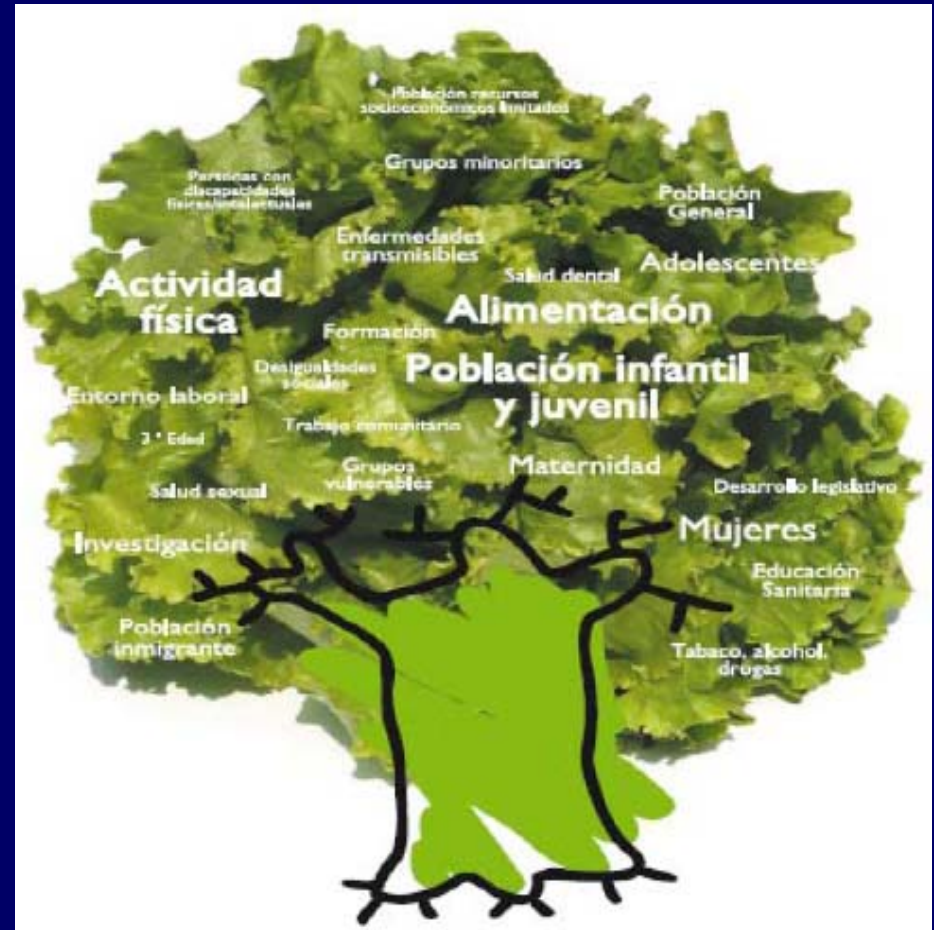 Población recursos
socioeconómicos limitados
Grupos minoritarios
Personas con
discapacidades
físicas/intelectuales
Población
General
Enfermedades
transmisibles
Salud dental
Adolescentes
Actividad
física
Alimentación
Formación
Desigualdades
sociales
Población infantil
y juvenil
Entorno laboral
Trabajo comunitario
3ª Edad
Grupos
vulnerables
Maternidad
Salud sexual
Desarrollo legislativo
Mujeres
Investigación
Educación
Sanitaria
Población
inmigrante
Tabaco, alcohol,
drogas